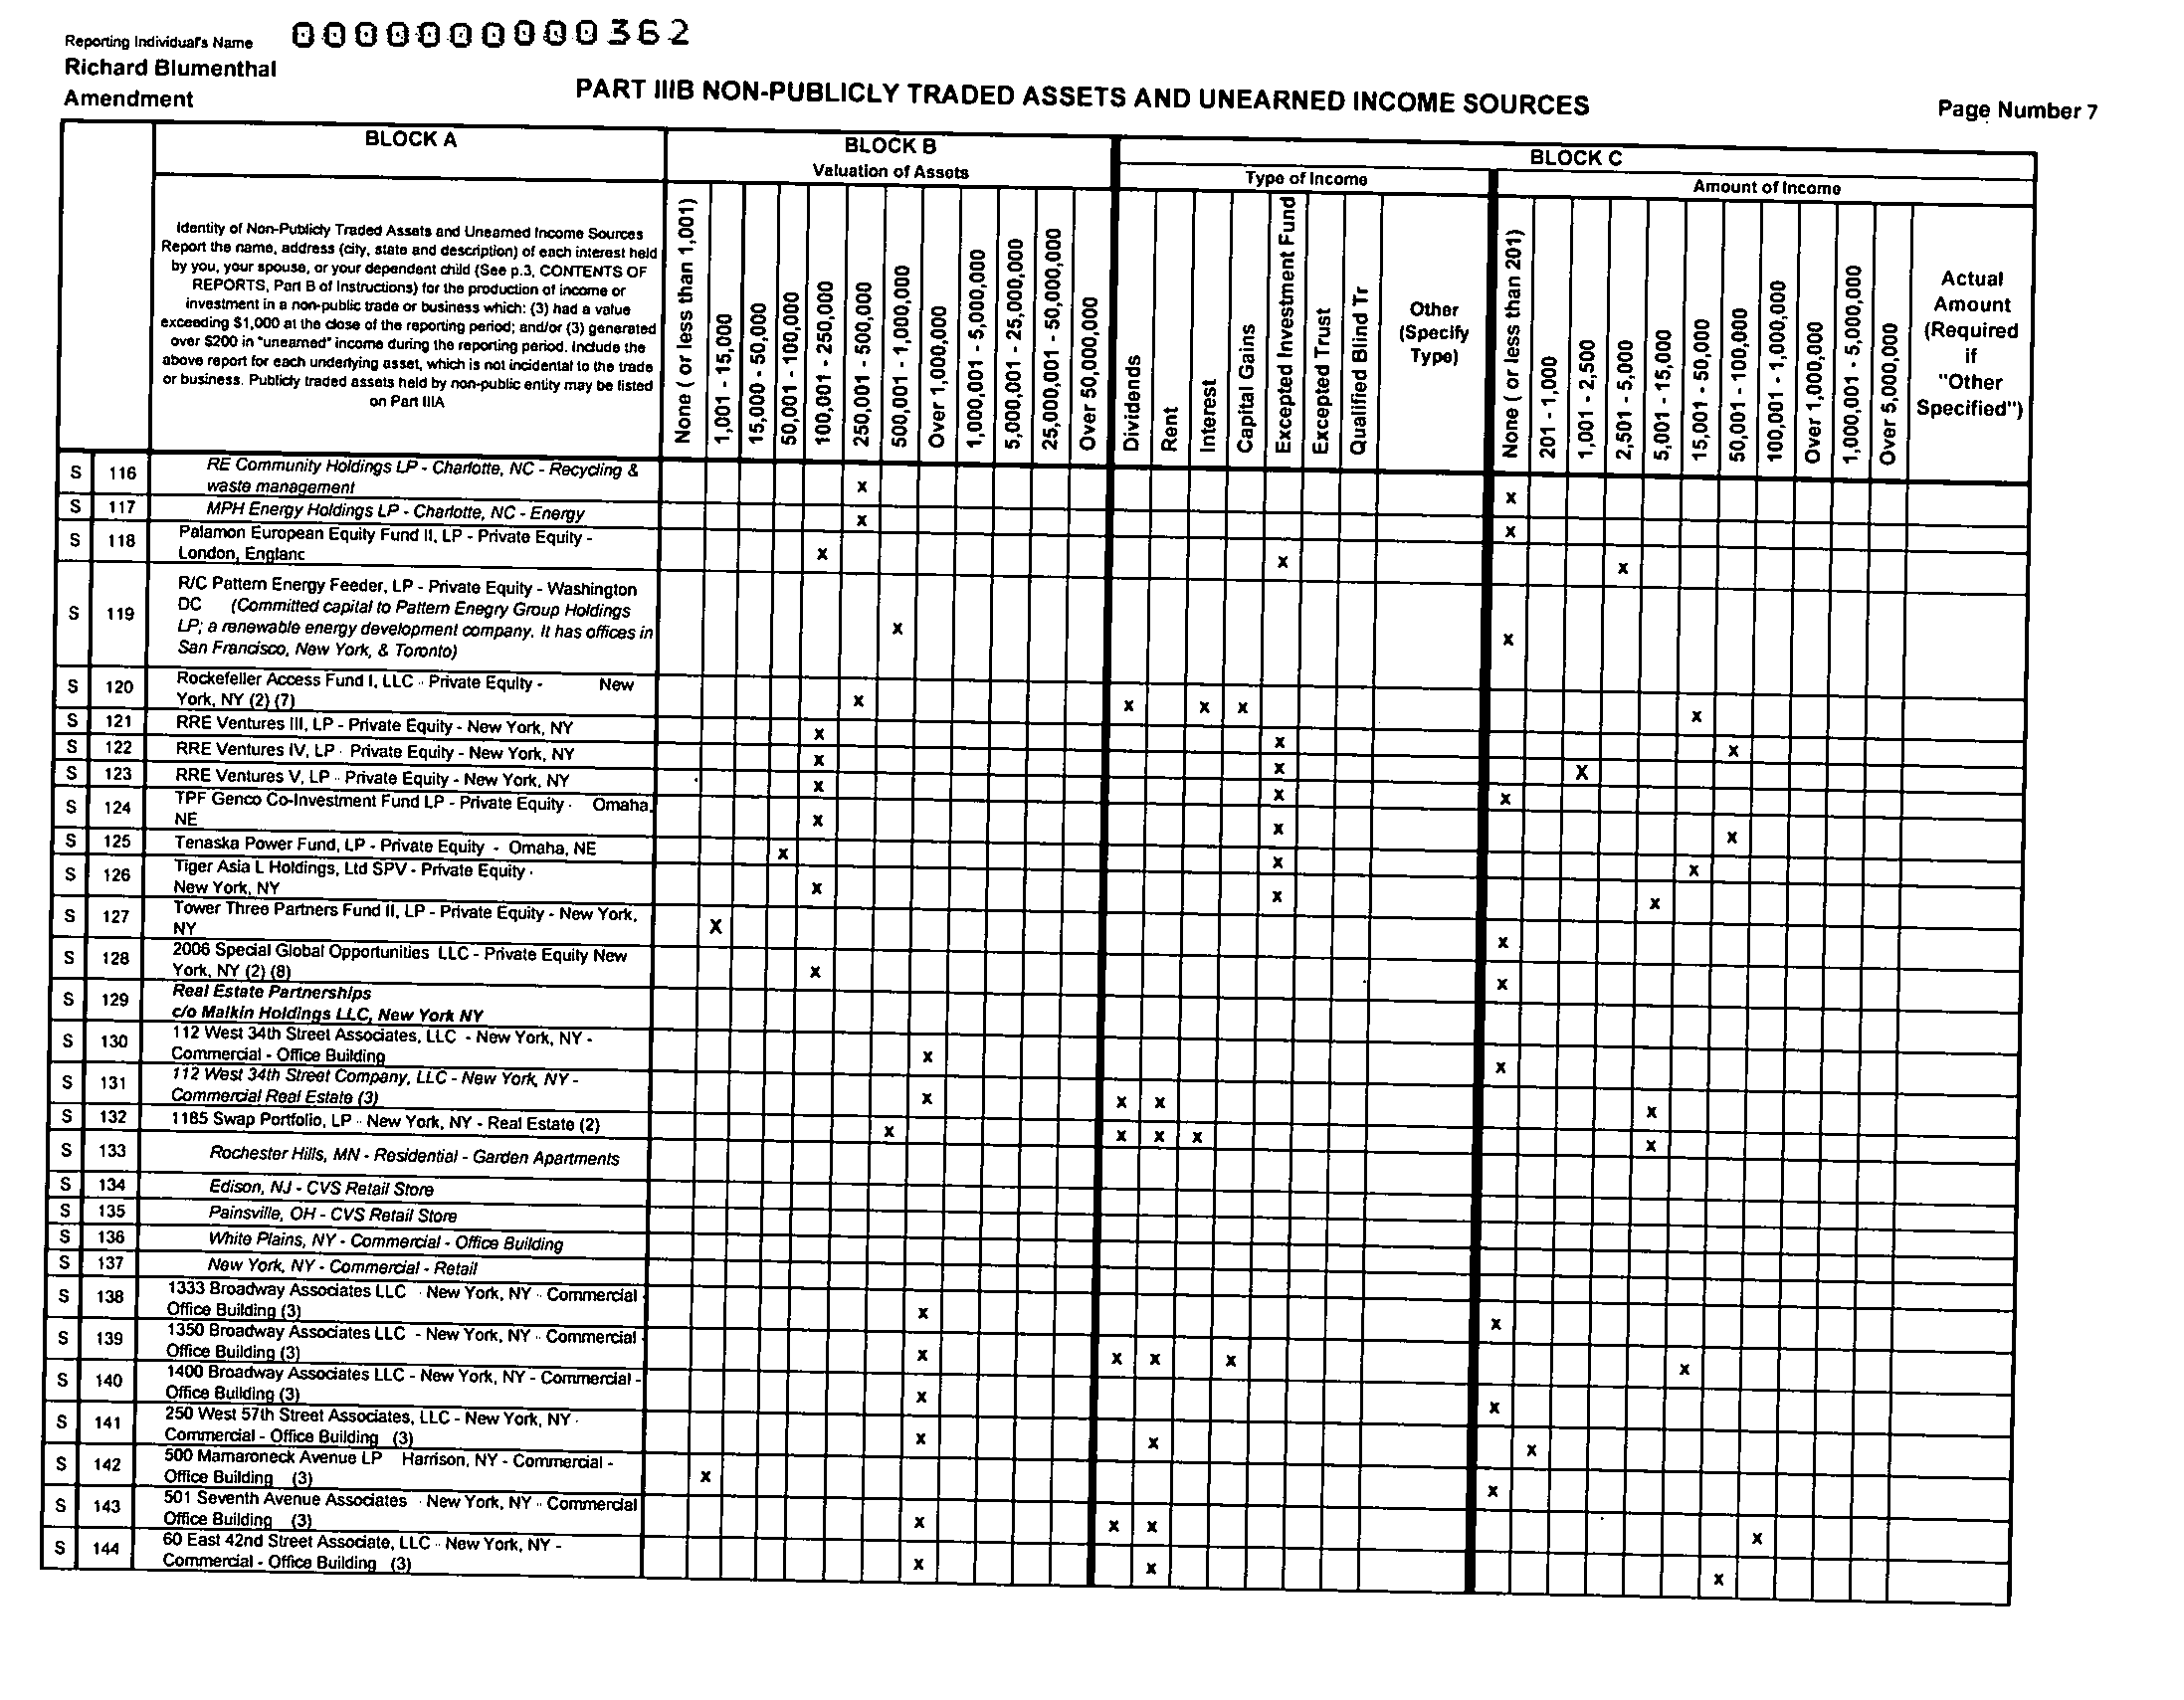 Reporting Individual's Name 000000000362
Richard Blumenthal
Amendment
PART IIIB NON-PUBLICLY TRADED ASSETS AND UNEARNED INCOME SOURCES
Page Number 7
BLOCK A
BLOCK B
Valuation of Assets
BLOCK C
Type of Income
Amount of Income
Identity of Non-Publicly Traded Assets and Unearned Income Sources
Report the name, address (city, state and description) of each interest held
by you, your spouse, or your dependent child (See p.3, CONTENTS OF
REPORTS, Part B of Instructions) for the production of income or
investment in a non-public trade or business which: (3) had a value
exceeding $1,000 at the close of the reporting period; and/or (3) generated
over $200 in "unearned" income during the reporting period. Include the
above report for each underlying asset, which is not incidental to the trade
or business. Publicly traded assets held by non-public entity may be listed
on Part IIIA
None ( or less than 1,001)
1,001 - 15,000
15,000 - 50,000
50,001 - 100,000
100,001 - 250,000
250,001 - 500,000
500,001 - 1,000,000
Over 1,000,000
1,000,001 - 5,000,000
5,000,001 - 25,000,000
25,000,001 - 50,000,000
Over 50,000,000
Dividends
Rent
Interest
Capital Gains
Excepted Investment Fund
Excepted Trust
Qualified Blind Tr
Other
(Specify
Type)
None ( or less than 201)
201 - 1,000
1,001 - 2,500
2,501 - 5,000
5,001 - 15,000
15,001 - 50,000
50,001 - 100,000
100,001 - 1,000,000
Over 1,000,000
1,000,001 - 5,000,000
Over 5,000,000
Actual
Amount
(Required
if
"Other
Specified")
S 116 RE Community Holdings LP - Charlotte, NC - Recycling &
waste management x x
S 117 MPH Energy Holdings LP - Charlotte, NC - Energy x x
S 118 Palamon European Equity Fund II, LP - Private Equity -
London, Englanc x x x
S 119 R/C Pattern Energy Feeder, LP - Private Equity - Washington
DC (Committed capital to Pattern Enegry Group Holdings
LP; a renewable energy development company. It has offices in
San Francisco, New York, & Toronto) x x
S 120 Rockefeller Access Fund I, LLC - Private Equity - New
York, NY (2) (7) x x x x x
S 121 RRE Ventures III, LP - Private Equity - New York, NY x x x
S 122 RRE Ventures IV, LP - Private Equity - New York, NY x x x
S 123 RRE Ventures V, LP - Private Equity - New York, NY x x x
S 124 TPF Genco Co-Investment Fund LP - Private Equity - Omaha,
NE x x x
S 125 Tenaska Power Fund, LP - Private Equity - Omaha, NE x x x
S 126 Tiger Asia L Holdings, Ltd SPV - Private Equity -
New York, NY x x x
S 127 Tower Three Partners Fund II, LP - Private Equity - New York,
NY x x
S 128 2006 Special Global Opportunities LLC - Private Equity New
York, NY (2) (8) x x
S 129 Real Estate Partnerships
c/o Malkin Holdings LLC, New York NY
S 130 112 West 34th Street Associates, LLC - New York, NY -
Commercial - Office Building x x
S 131 112 West 34th Street Company, LLC - New York, NY -
Commercial Real Estate (3) x x x x
S 132 1185 Swap Portfolio, LP - New York, NY - Real Estate (2) x x x x x
S 133 Rochester Hills, MN - Residential - Garden Apartments
S 134 Edison, NJ - CVS Retail Store
S 135 Painsville, OH - CVS Retail Store
S 136 White Plains, NY - Commercial - Office Building
S 137 New York, NY - Commercial - Retail
S 138 1333 Broadway Associates LLC - New York, NY - Commercial -
Office Building (3) x x
S 139 1350 Broadway Associates LLC - New York, NY - Commercial -
Office Building (3) x x x x x
S 140 1400 Broadway Associates LLC - New York, NY - Commercial -
Office Building (3) x x
S 141 250 West 57th Street Associates, LLC - New York, NY -
Commercial - Office Building (3) x x x
S 142 500 Mamaroneck Avenue LP Harrison, NY - Commercial -
Office Building (3) x x
S 143 501 Seventh Avenue Associates - New York, NY - Commercial
Office Building (3) x x x x
S 144 60 East 42nd Street Associate, LLC - New York, NY -
Commercial - Office Building (3) x x x